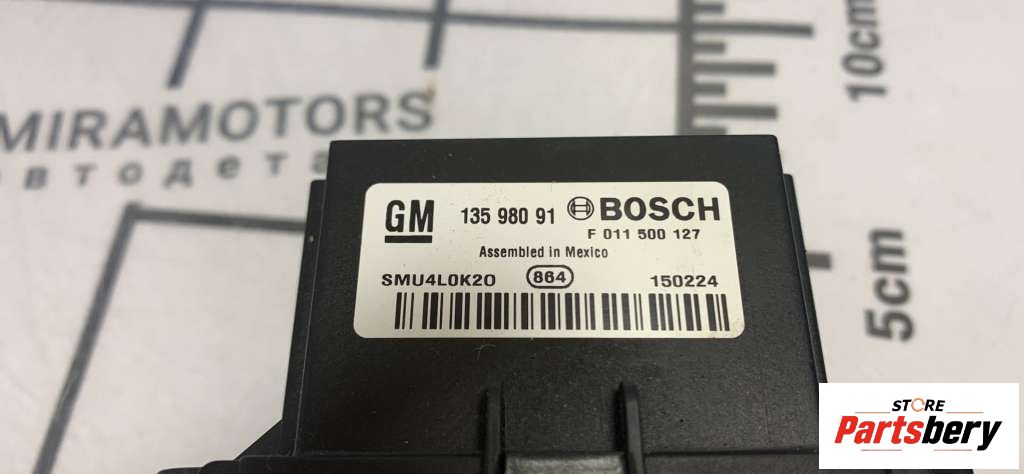 MIRAMOTORS
втодета
10cm
5cm
GM 135 980 91 BOSCH
F 011 500 127
Assembled in Mexico
SMU4L0K20 864 150224
STORE
Partsbery